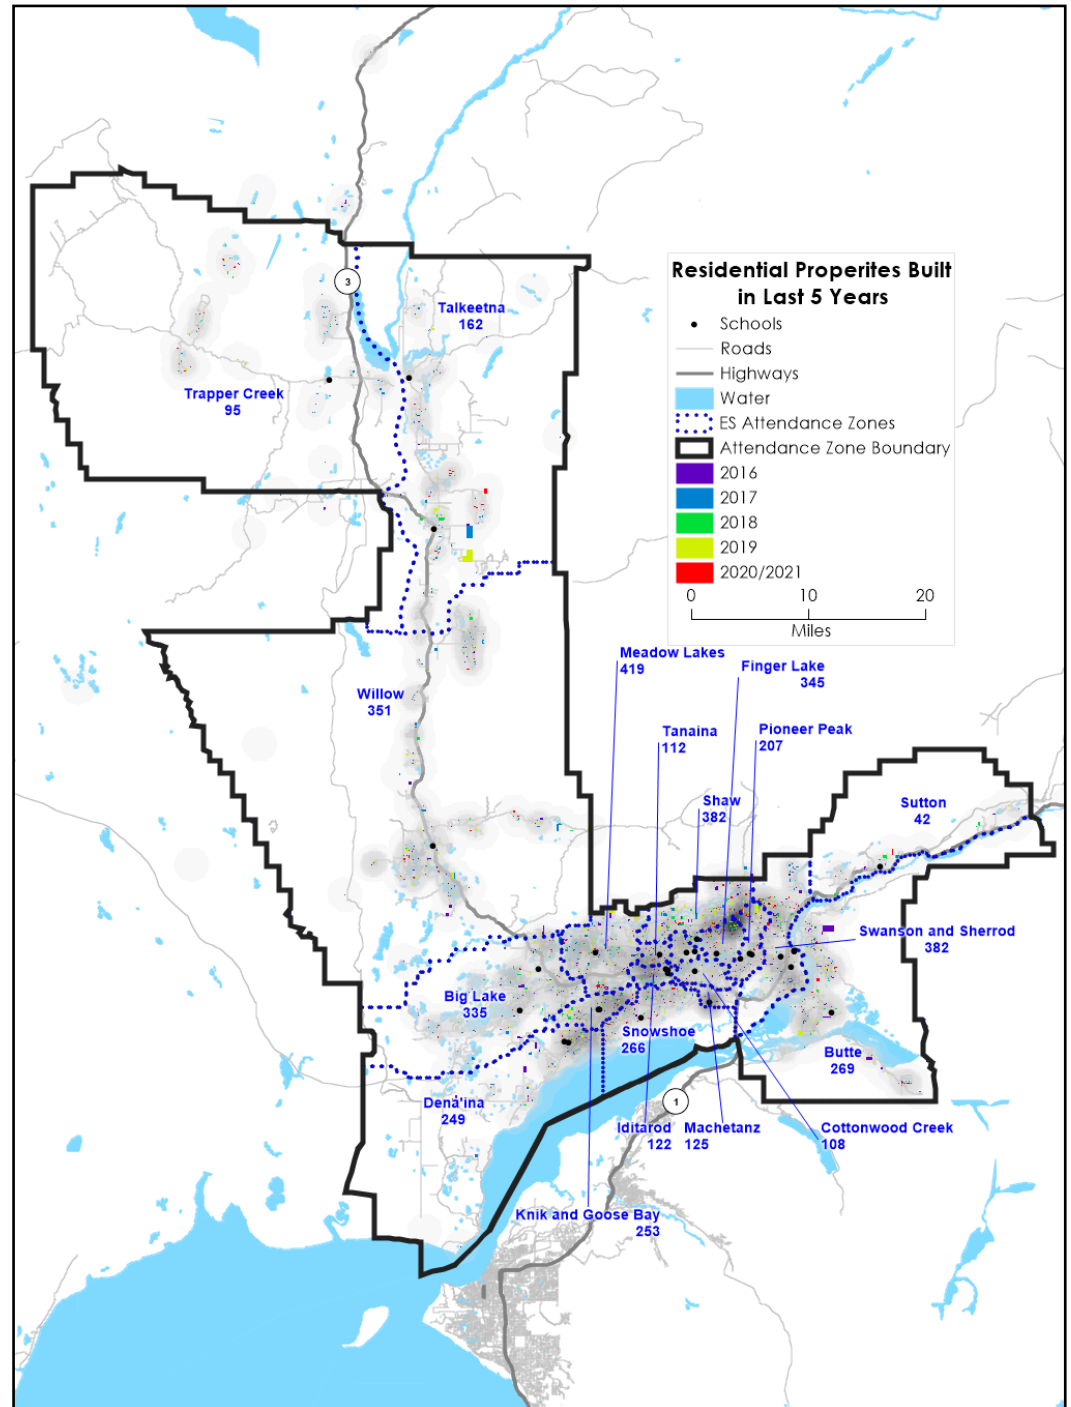 3
Talkeetna
162
Trapper Creek
95
Residential Properites Built
in Last 5 Years
Schools
Roads
Highways
Water
ES Attendance Zones
Attendance Zone Boundary
2016
2017
2018
2019
2020/2021
0 10 20
Miles
Meadow Lakes
419
Finger Lake
345
Willow
351
Tanaina
112
Pioneer Peak
207
Shaw
382
Sutton
42
Swanson and Sherrod
382
Big Lake
335
Snowshoe
266
Butte
269
Dena'ina
249
1
Iditarod
122
Machetanz
125
Cottonwood Creek
108
Knik and Goose Bay
253